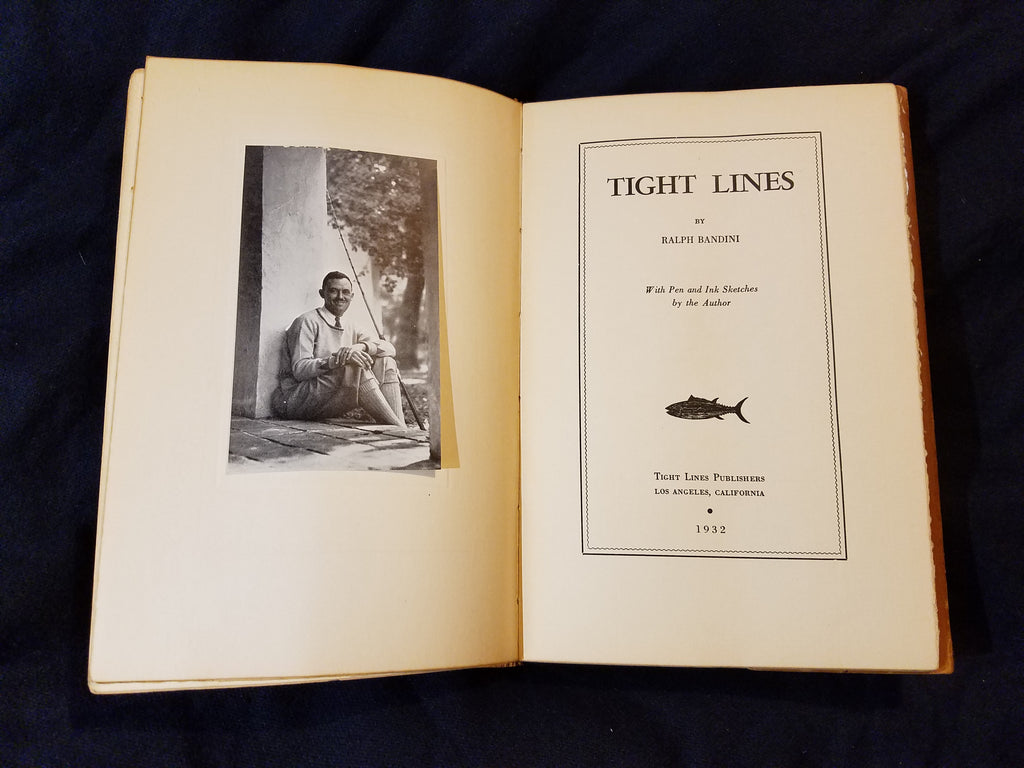 TIGHT LINES
BY
RALPH BANDINI
With Pen and Ink Sketches
by the Author
TIGHT LINES PUBLISHERS
LOS ANGELES, CALIFORNIA
1932